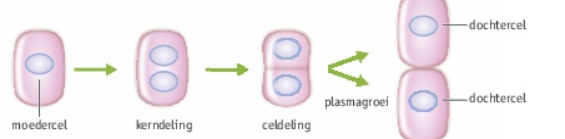 dochtercel
plasmagroei
dochtercel
moedercel
kerndeling
celdeling